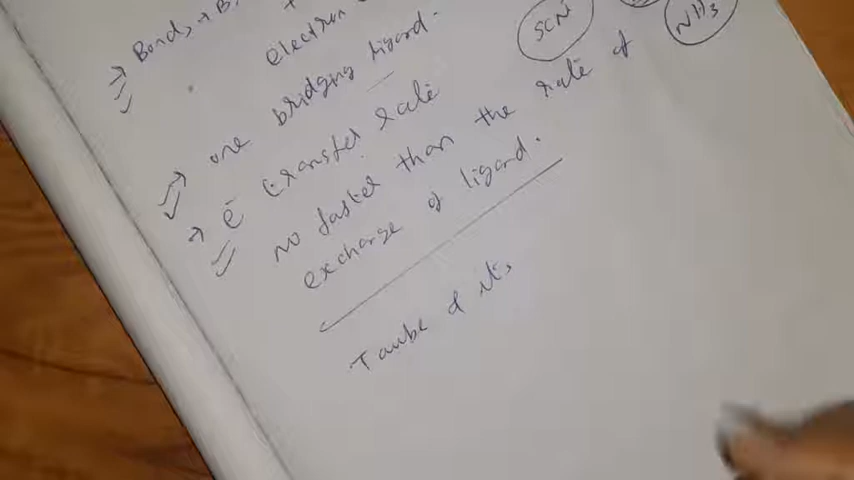 Bonds
electron
one bridging ligand.
SCN
NH3
e transfer rate
no faster than the rate of
exchange of ligand.
Taube &